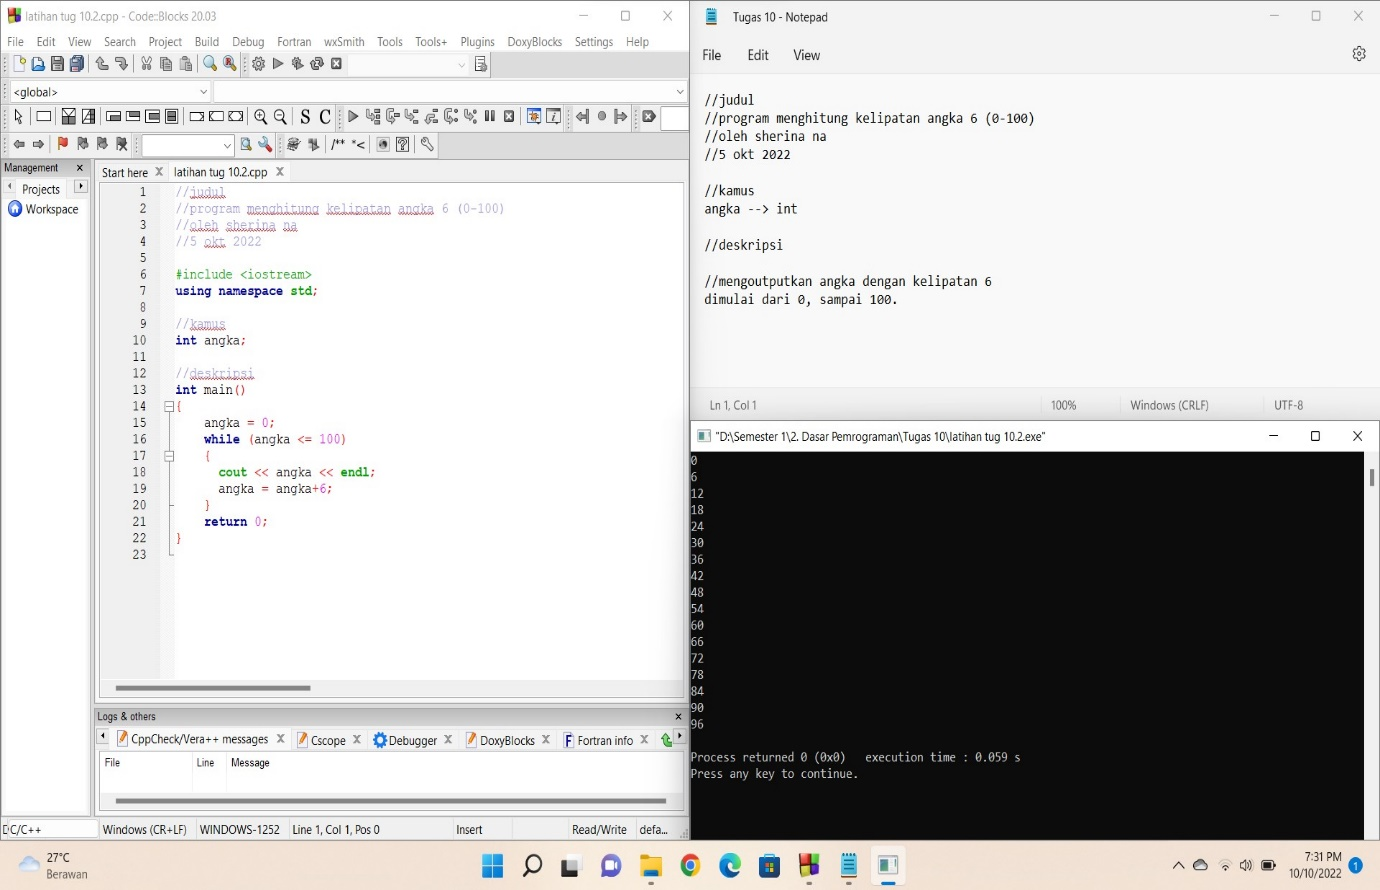 latihan tug 10.2.cpp - Code::Blocks 20.03
File Edit View Search Project Build Debug Fortran wxSmith Tools Tools+ Plugins DoxyBlocks Settings Help
<global>
S C
/** *<
Management
Projects
Workspace
Start here latihan tug 10.2.cpp
1 //judul
2 //program menghitung kelipatan angka 6 (0-100)
3 //oleh sherina na
4 //5 okt 2022
5
6 #include <iostream>
7 using namespace std;
8
9 //kamus
10 int angka;
11
12 //deskripsi
13 int main()
14 {
15 angka = 0;
16 while (angka <= 100)
17 {
18 cout << angka << endl;
19 angka = angka+6;
20 }
21 return 0;
22 }
23
Logs & others
CppCheck/Vera++ messages Cscope Debugger DoxyBlocks Fortran info
File Line Message
C/C++ Windows (CR+LF) WINDOWS-1252 Line 1, Col 1, Pos 0 Insert Read/Write defa...
Tugas 10 - Notepad
File Edit View
//judul
//program menghitung kelipatan angka 6 (0-100)
//oleh sherina na
//5 okt 2022
//kamus
angka --> int
//deskripsi
//mengoutputkan angka dengan kelipatan 6
dimulai dari 0, sampai 100.
Ln 1, Col 1 100% Windows (CRLF) UTF-8
"D:\Semester 1\2. Dasar Pemrograman\Tugas 10\latihan tug 10.2.exe"
0
6
12
18
24
30
36
42
48
54
60
66
72
78
84
90
96
Process returned 0 (0x0) execution time : 0.059 s
Press any key to continue.
27°C
Berawan
7:31 PM
10/10/2022
1